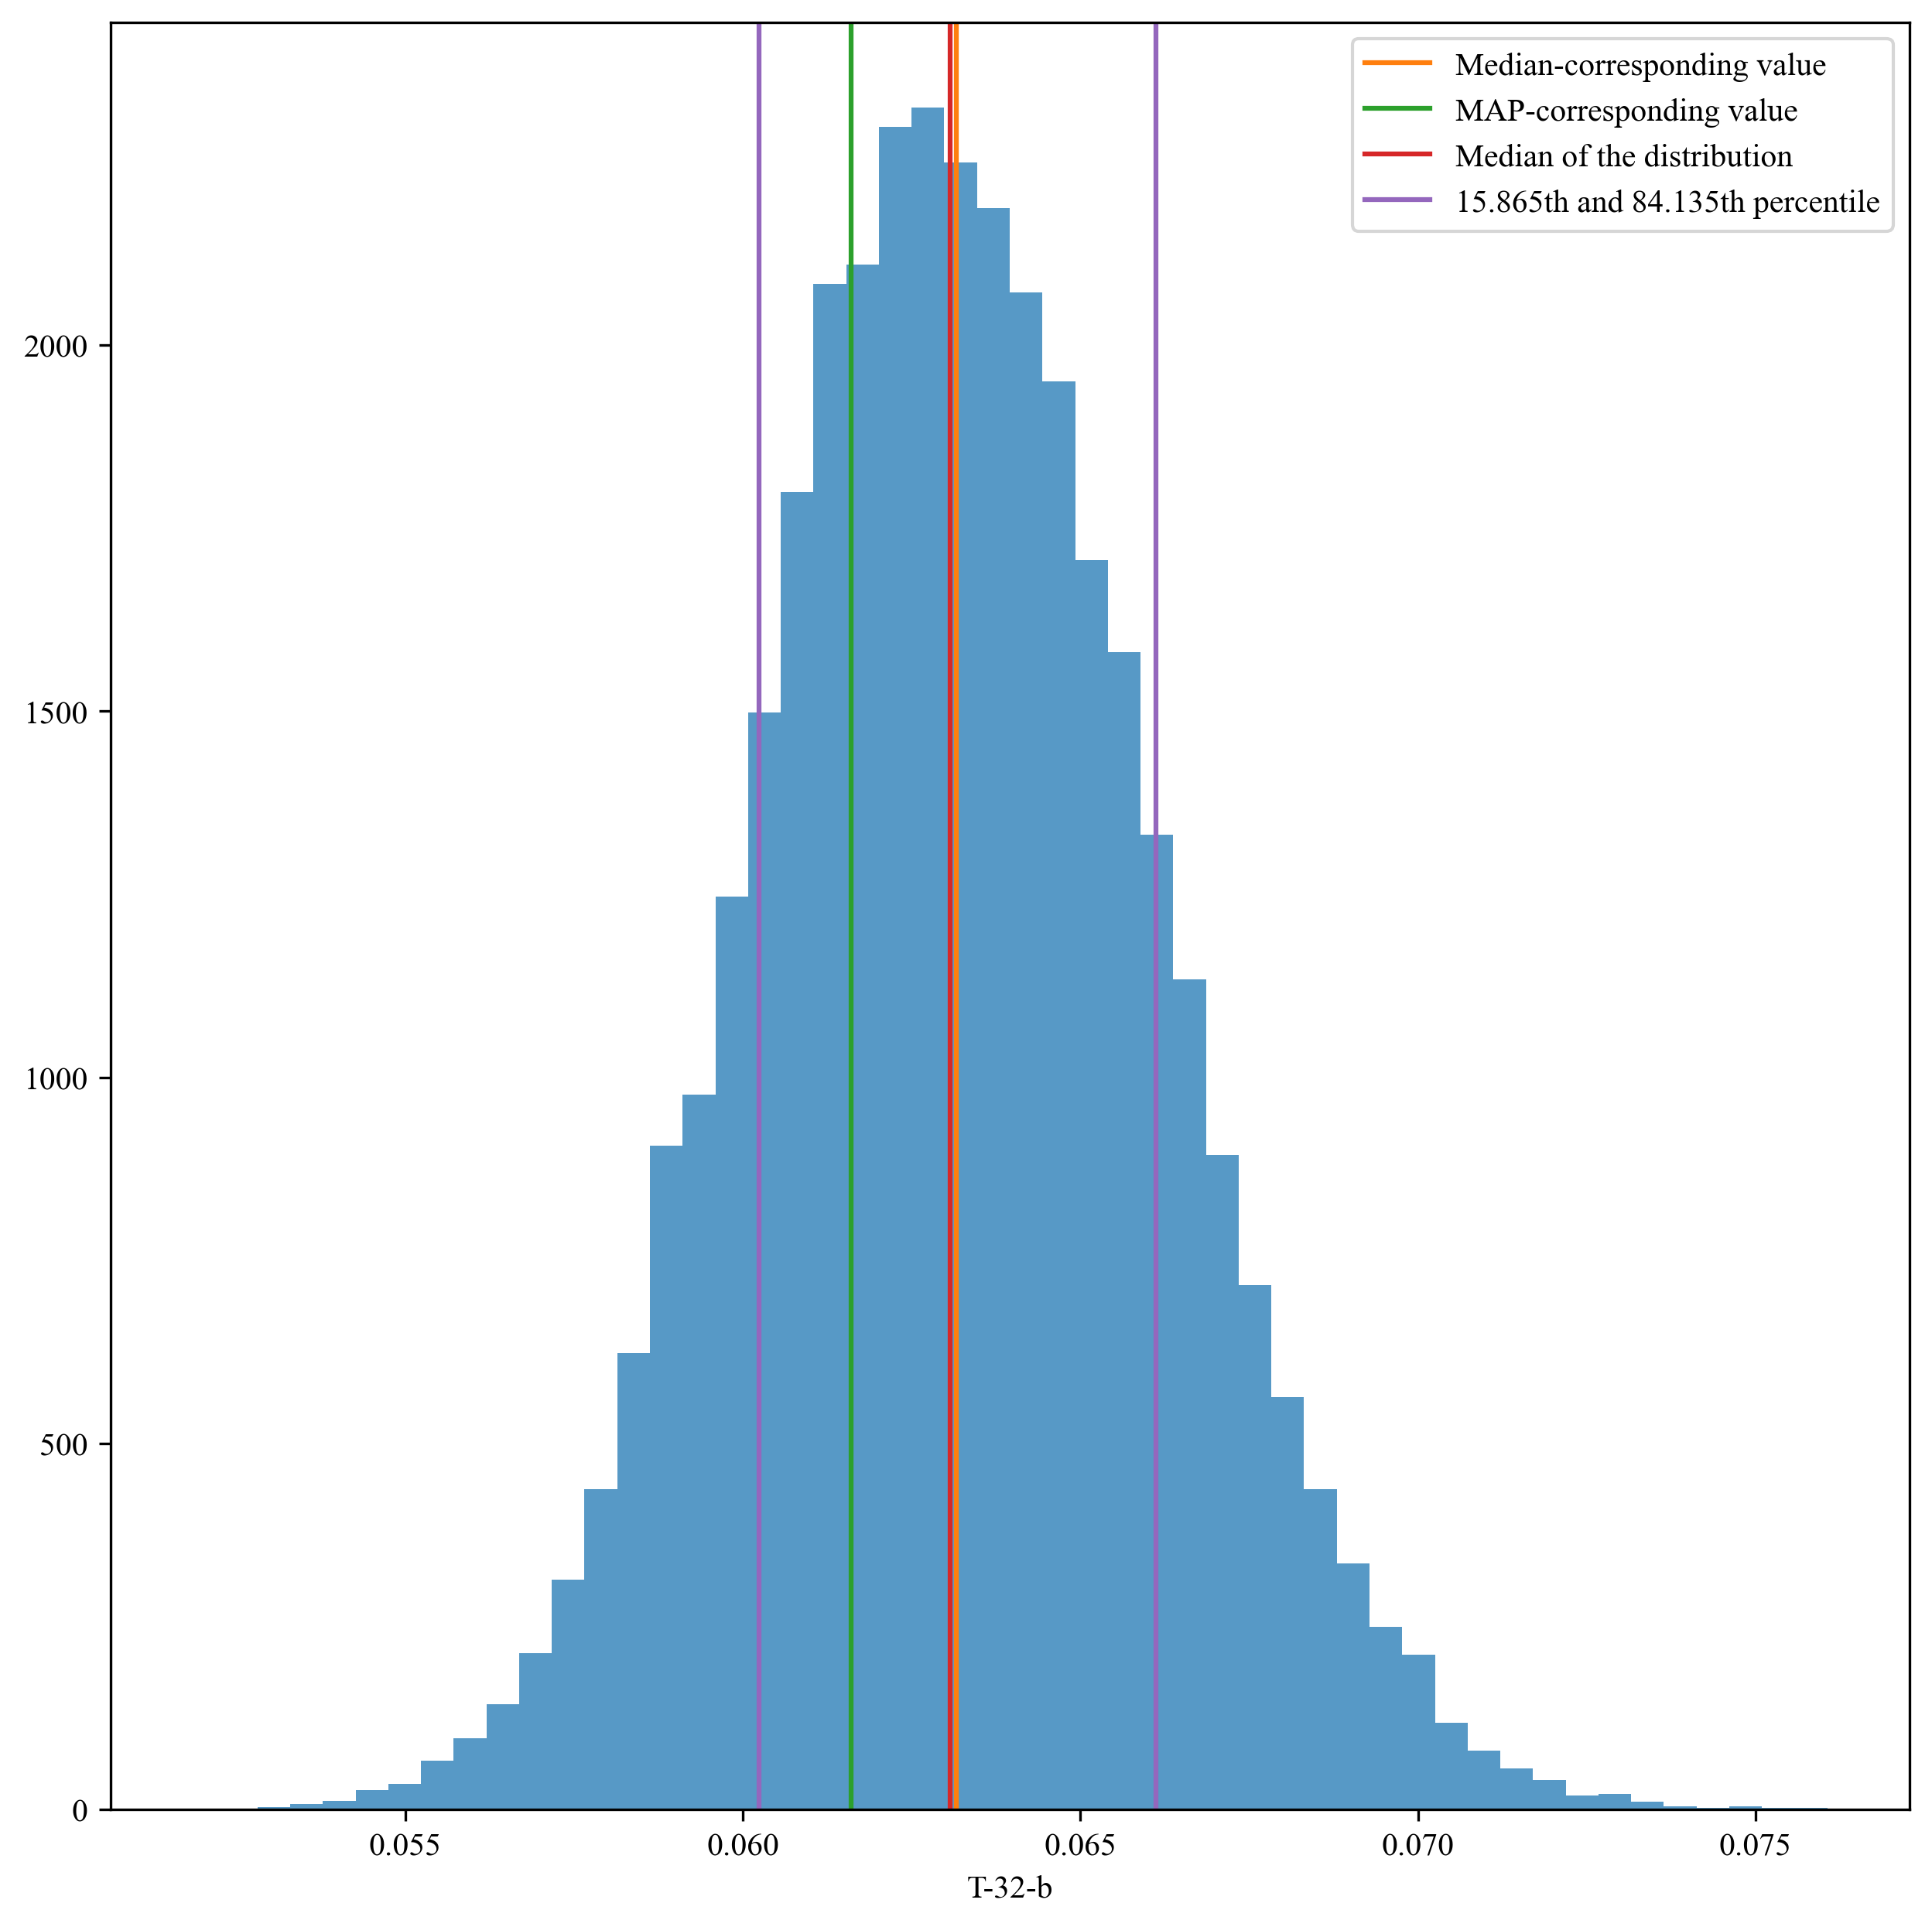 Median-corresponding value
MAP-corresponding value
Median of the distribution
15.865th and 84.135th percentile
2000
1500
1000
500
0
0.055 0.060 0.065 0.070 0.075
T-32-b